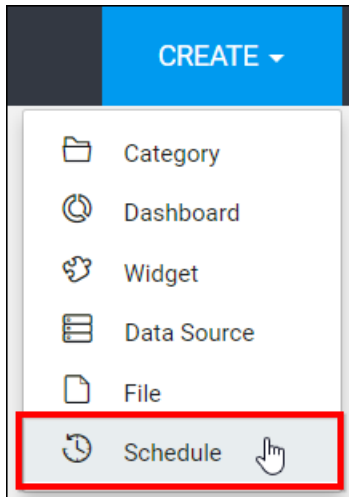 CREATE
Category
Dashboard
Widget
Data Source
File
Schedule